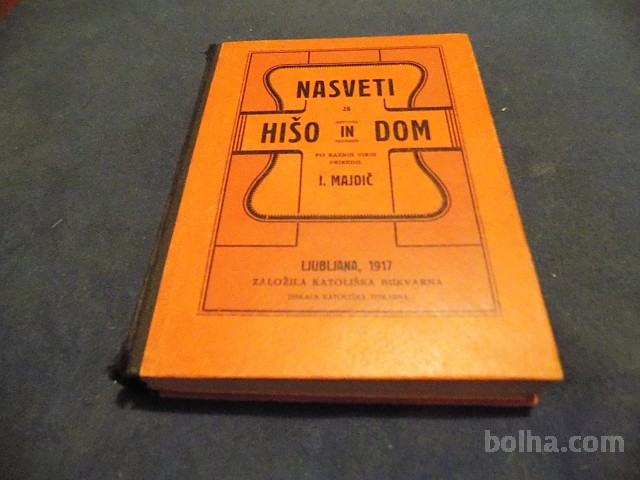 NASVETI
ZA
HIŠO IN DOM
PO RAZNIH VIRIH
PRIREDIL
I. MAJDIČ
LJUBLJANA, 1917
ZALOŽILA KATOLIŠKA BUKVARNA
TISKALA KATOLIŠKA TISKARNA
bolha.com